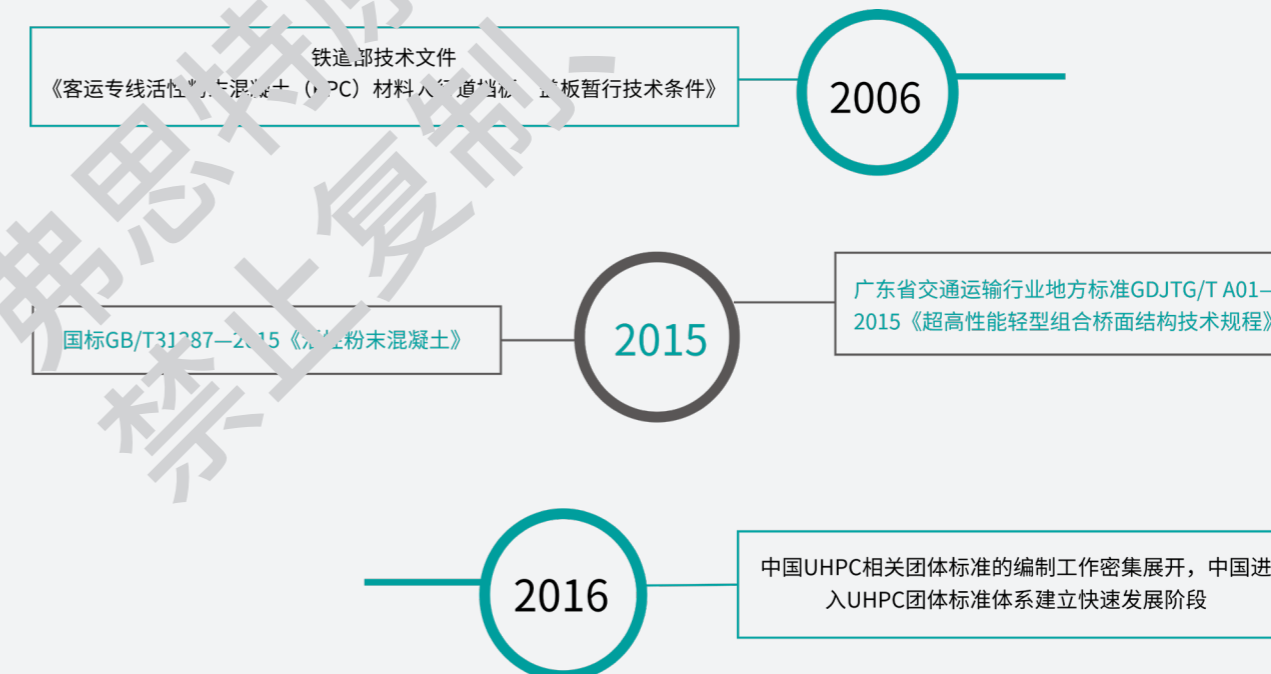 铁道部技术文件
《客运专线活性粉末混凝土（RPC）材料人行道挡板、盖板暂行技术条件》
2006
广东省交通运输行业地方标准GDJTG/T A01—
2015《超高性能轻型组合桥面结构技术规程》
国标GB/T31387—2015《活性粉末混凝土》
2015
中国UHPC相关团体标准的编制工作密集展开，中国进
入UHPC团体标准体系建立快速发展阶段
2016
弗思特原
禁止复制、